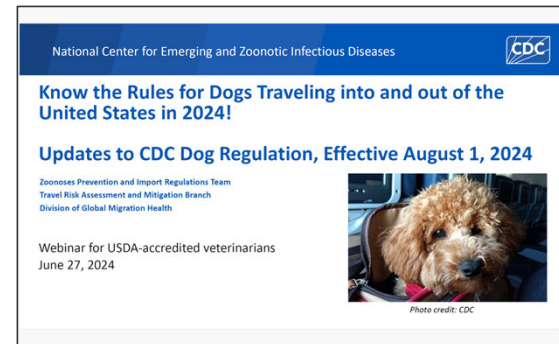 National Center for Emerging and Zoonotic Infectious Diseases
CDC
Know the Rules for Dogs Traveling into and out of the
United States in 2024!
Updates to CDC Dog Regulation, Effective August 1, 2024
Zoonoses Prevention and Import Regulations Team
Travel Risk Assessment and Mitigation Branch
Division of Global Migration Health
Webinar for USDA-accredited veterinarians
June 27, 2024
Photo credit: CDC